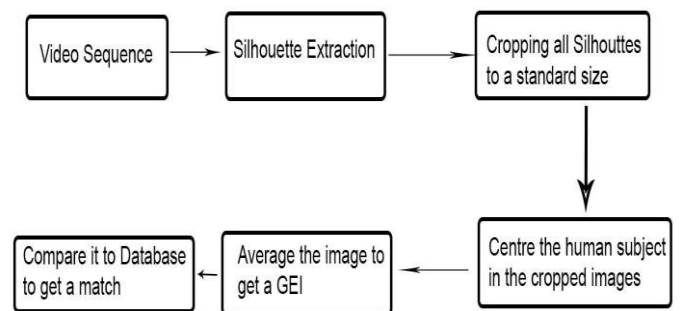 Video Sequence
Silhouette Extraction
Cropping all Silhouttes
to a standard size
Centre the human subject
in the cropped images
Average the image to
get a GEI
Compare it to Database
to get a match